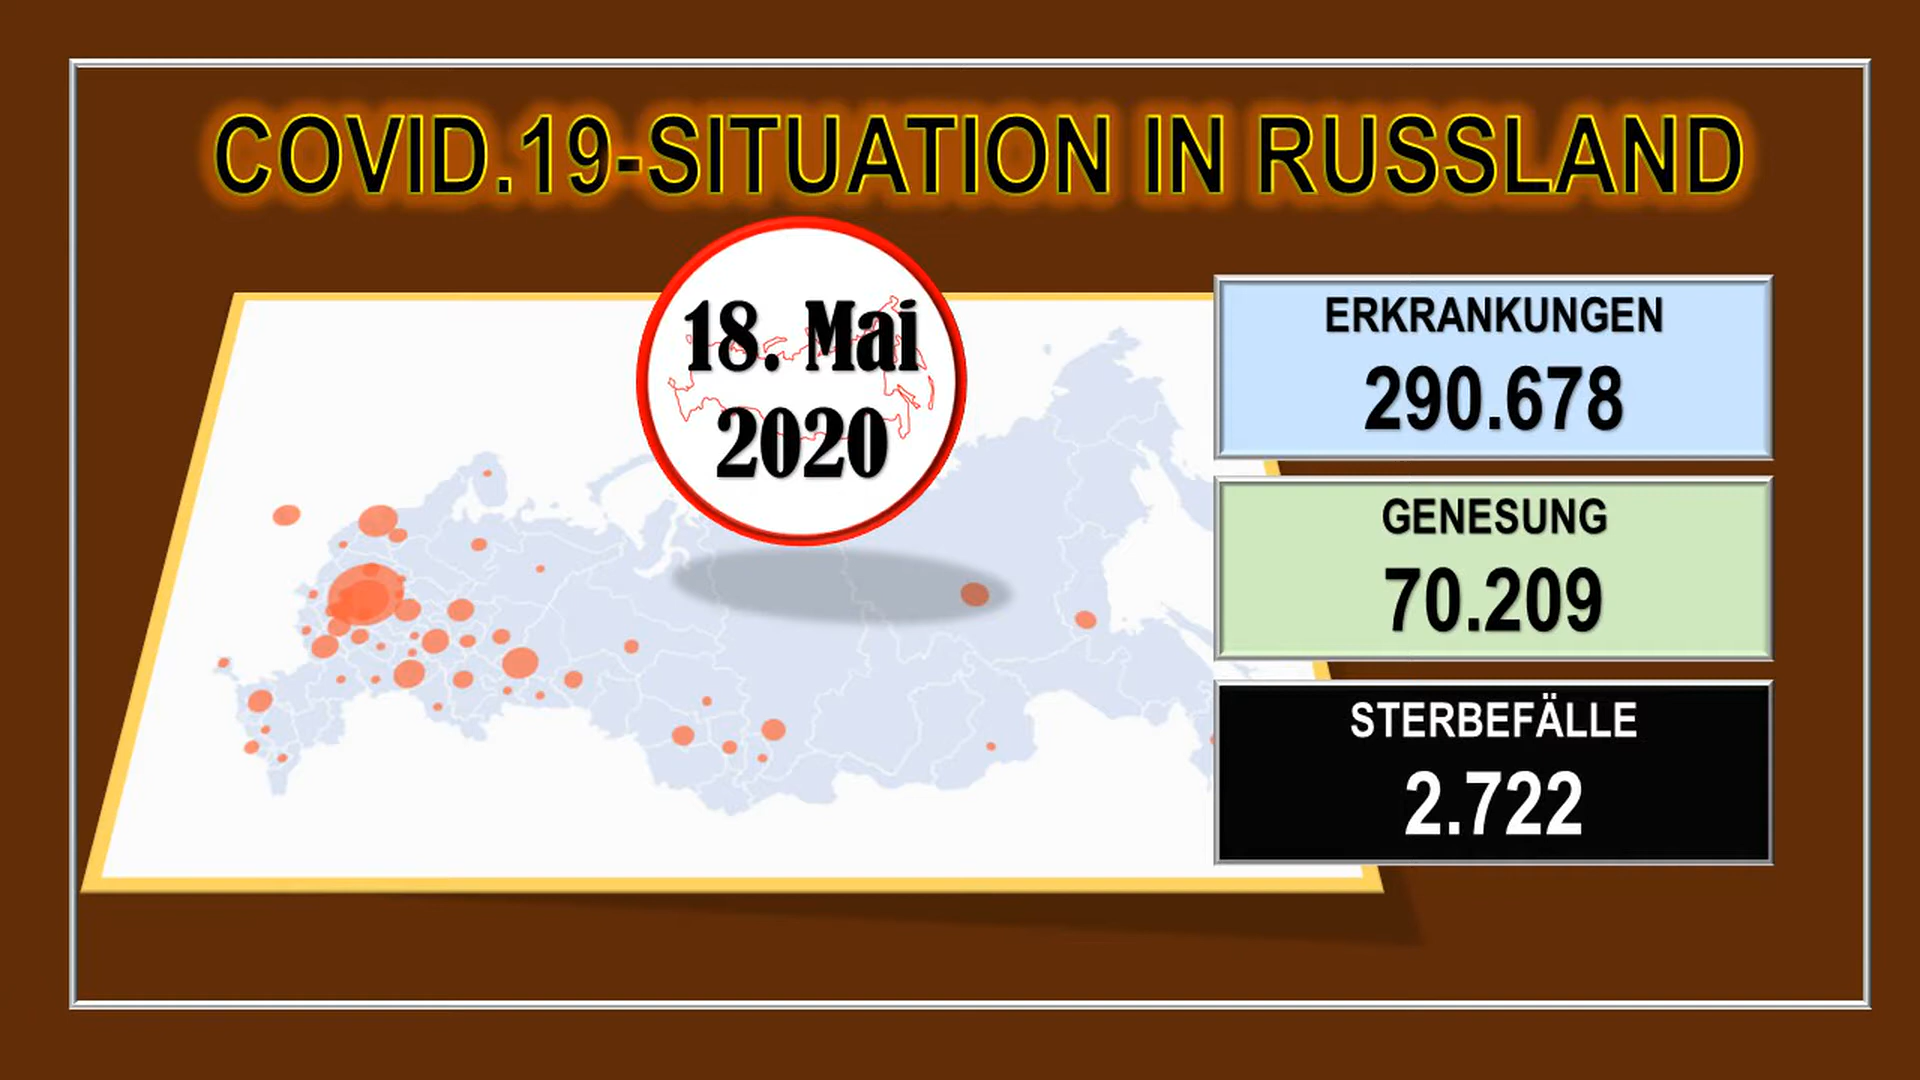 COVID.19-SITUATION IN RUSSLAND
18. Mai
2020
ERKRANKUNGEN
290.678
GENESUNG
70.209
STERBEFÄLLE
2.722